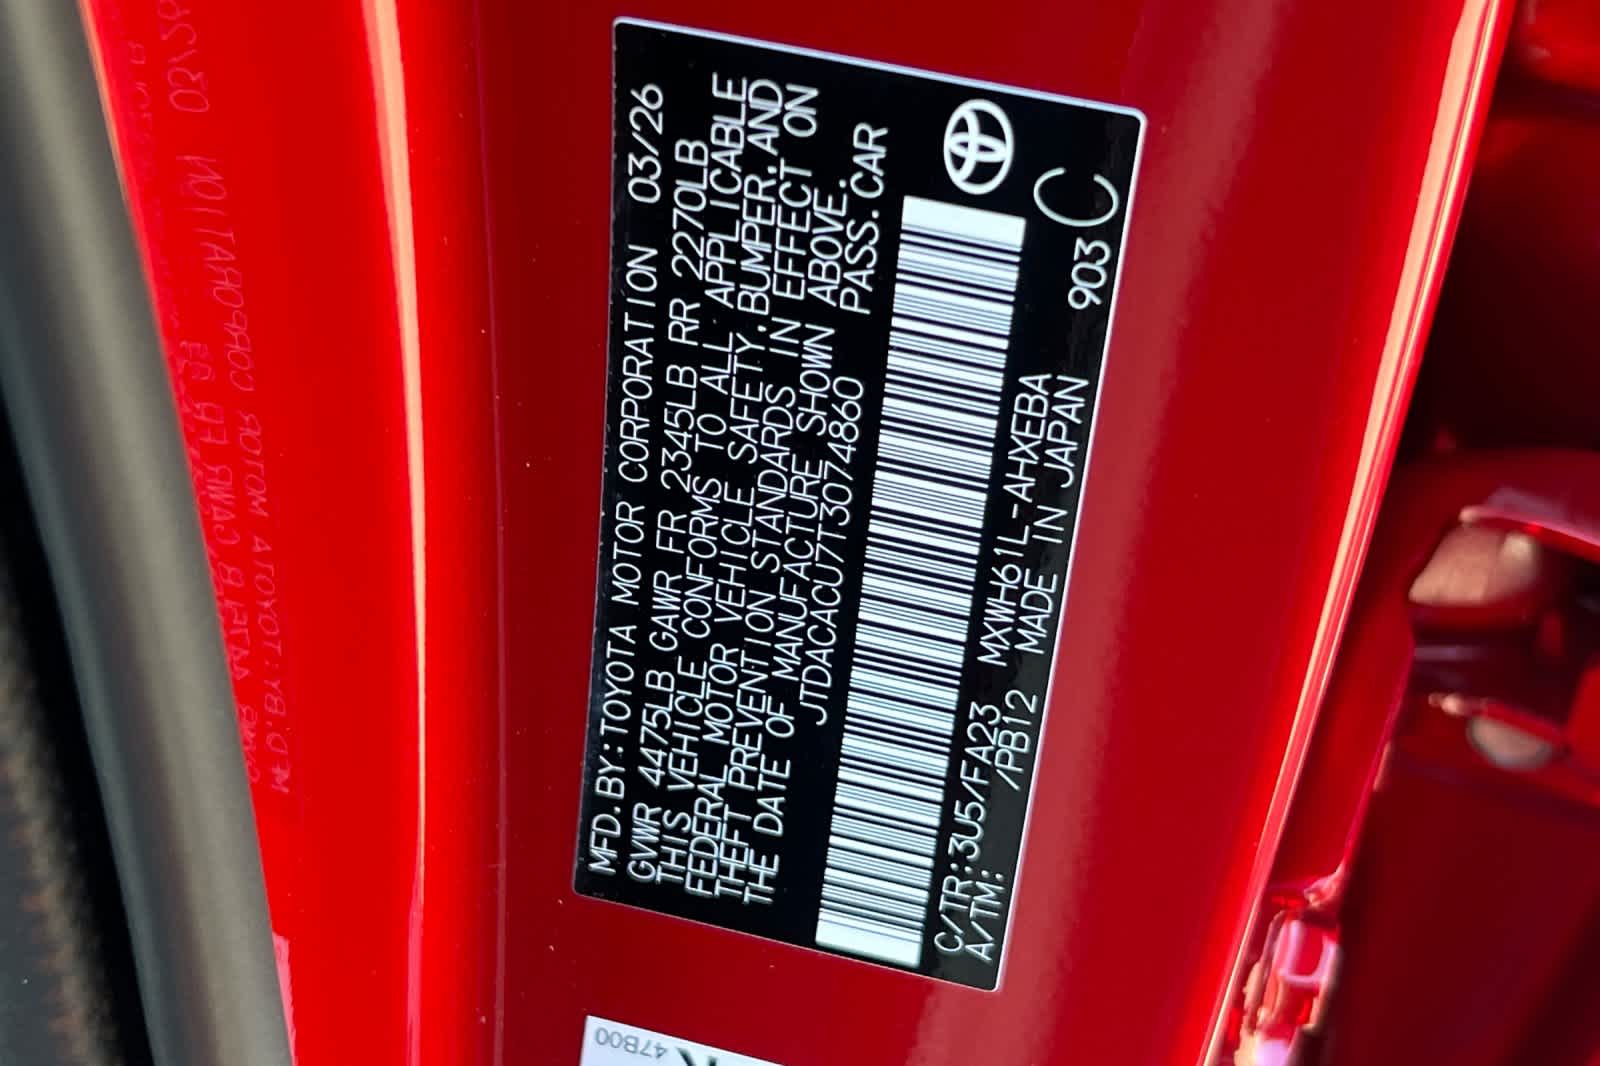 MFD.BY:TOYOTA MOTOR CORPORATION 03/26
GVWR 4475LB GAWR FR 2345LB RR 2270LB
THIS VEHICLE CONFORMS TO ALL APPLICABLE
FEDERAL MOTOR VEHICLE SAFETY.BUMPER.AND
THEFT PREVENTION STANDARDS IN EFFECT ON
THE DATE OF MANUFACTURE SHOWN ABOVE.
JTDACACU7T3074860 PASS.CAR
C/TR:3U5/FA23 MXWH61L-AHXEBA
A/TM: /PB12 MADE IN JAPAN 903 C
47B00